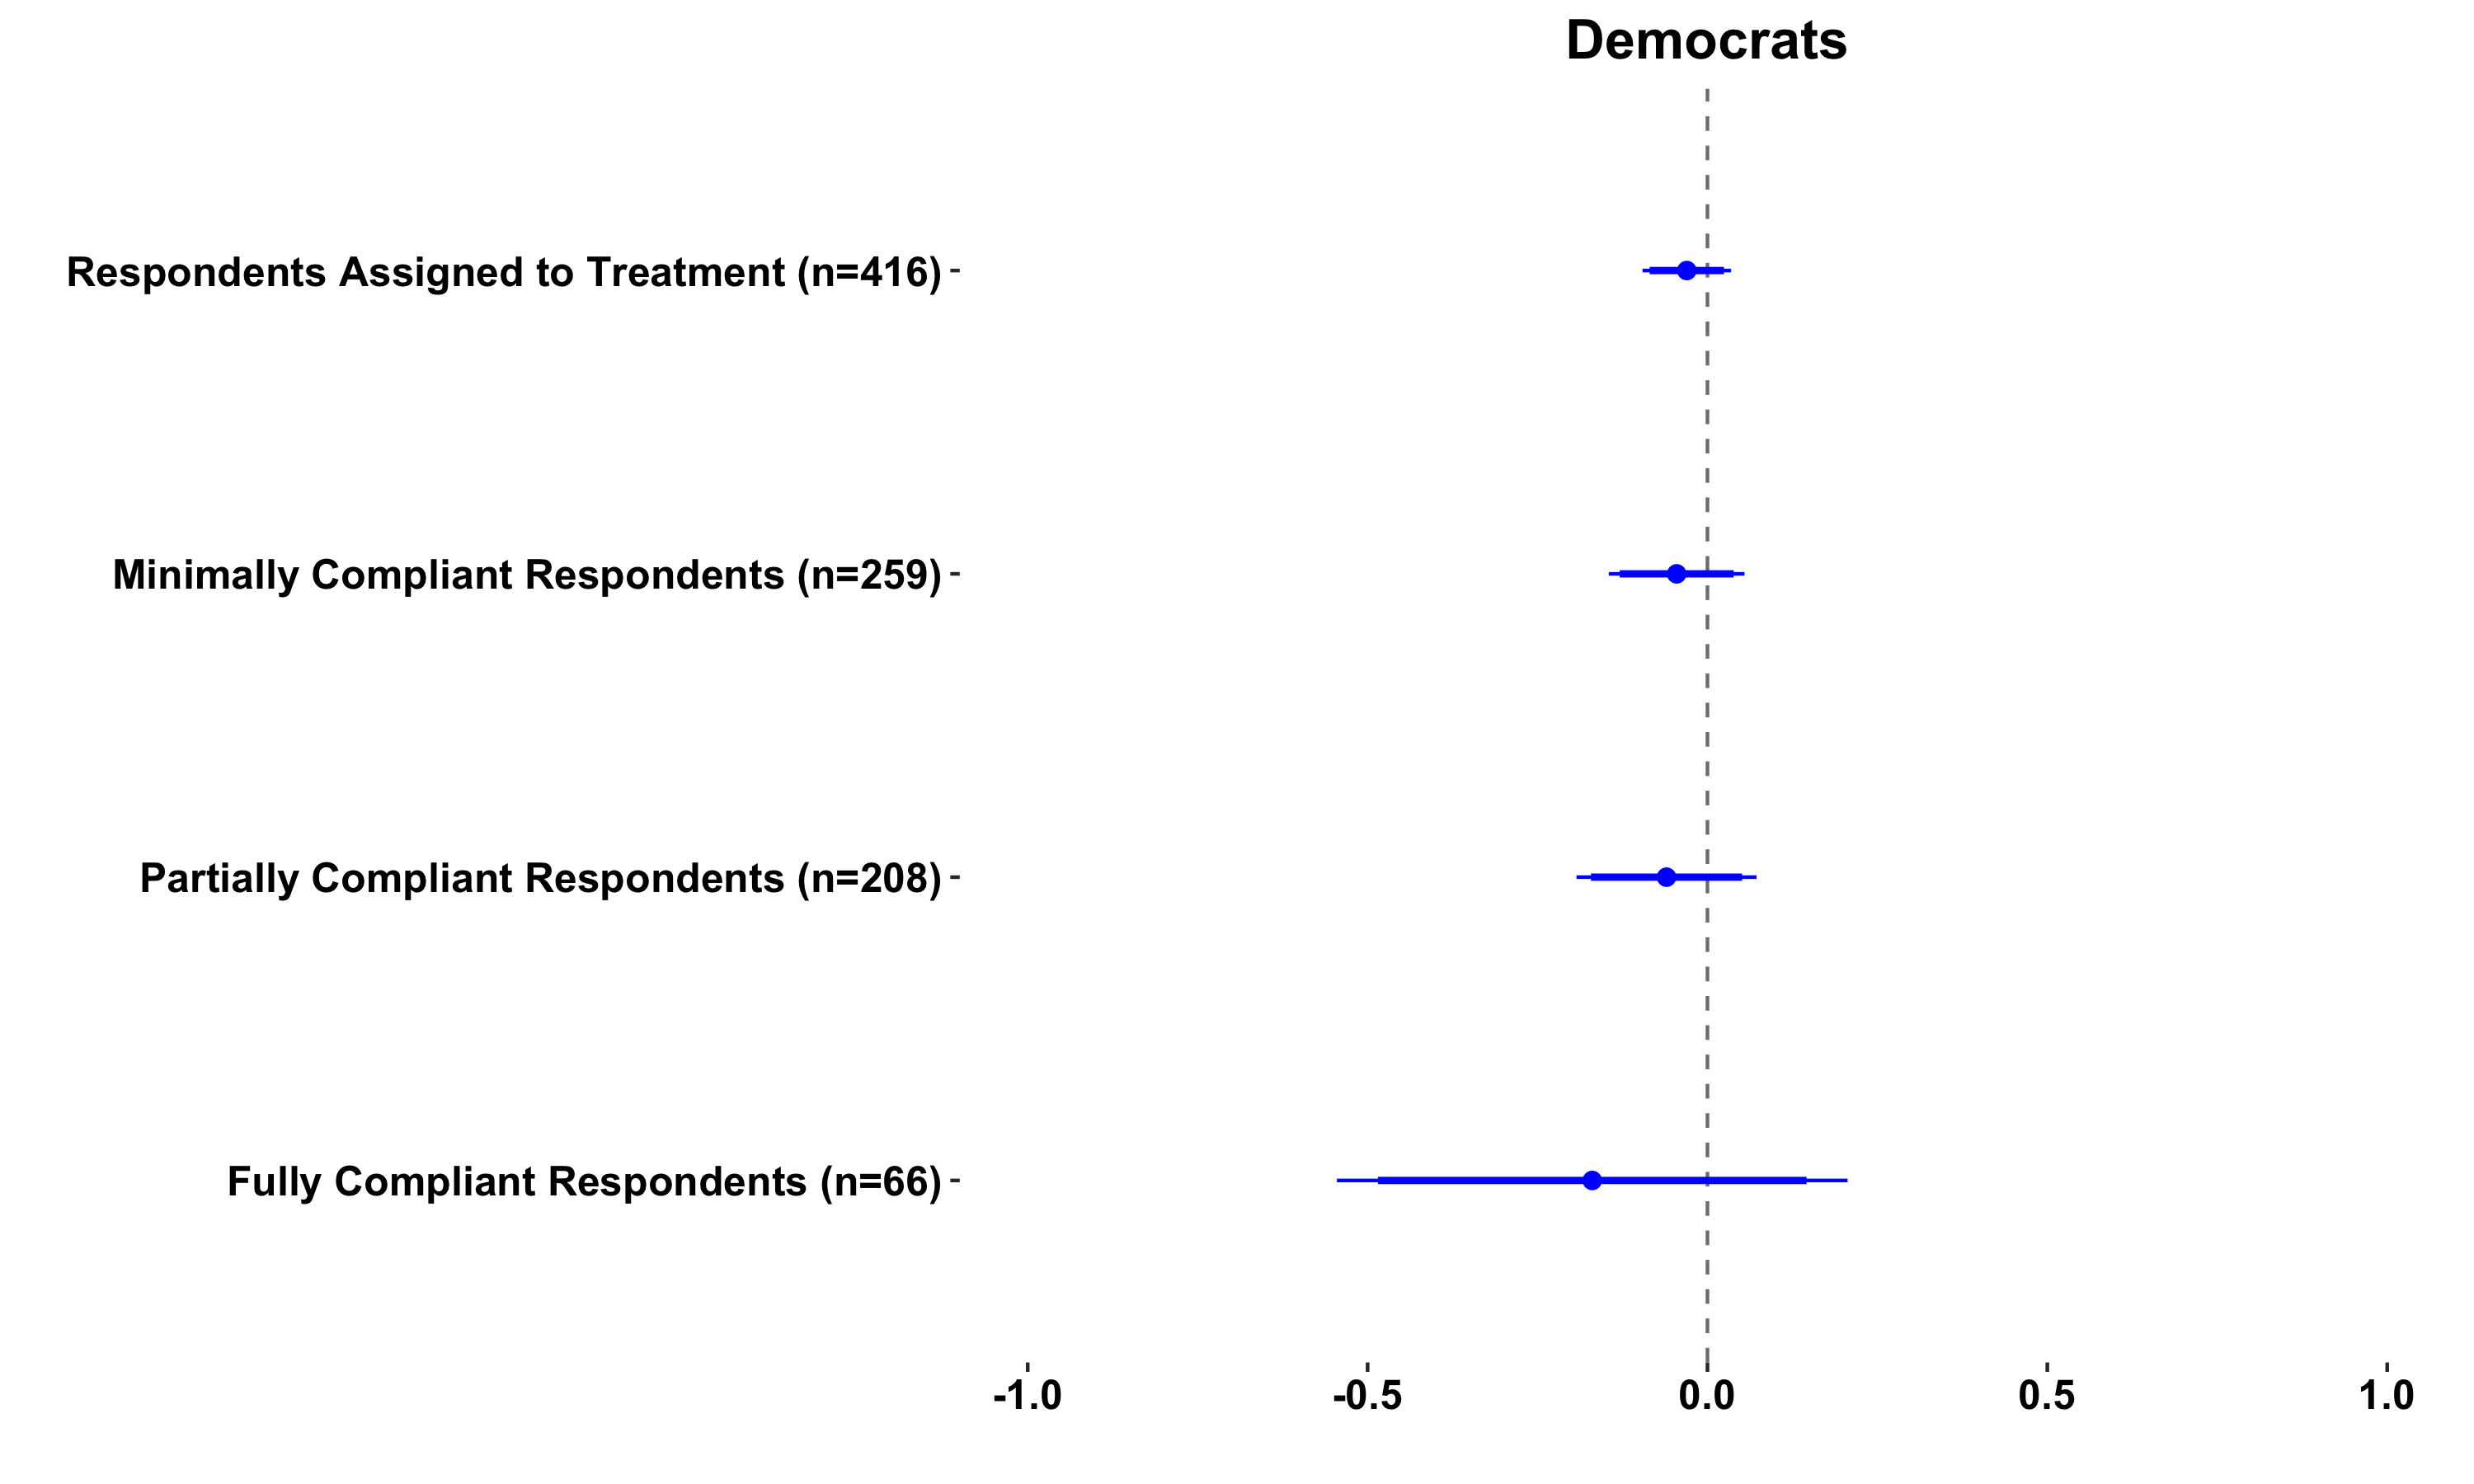 Democrats
Respondents Assigned to Treatment (n=416)
Minimally Compliant Respondents (n=259)
Partially Compliant Respondents (n=208)
Fully Compliant Respondents (n=66)
-1.0 -0.5 0.0 0.5 1.0